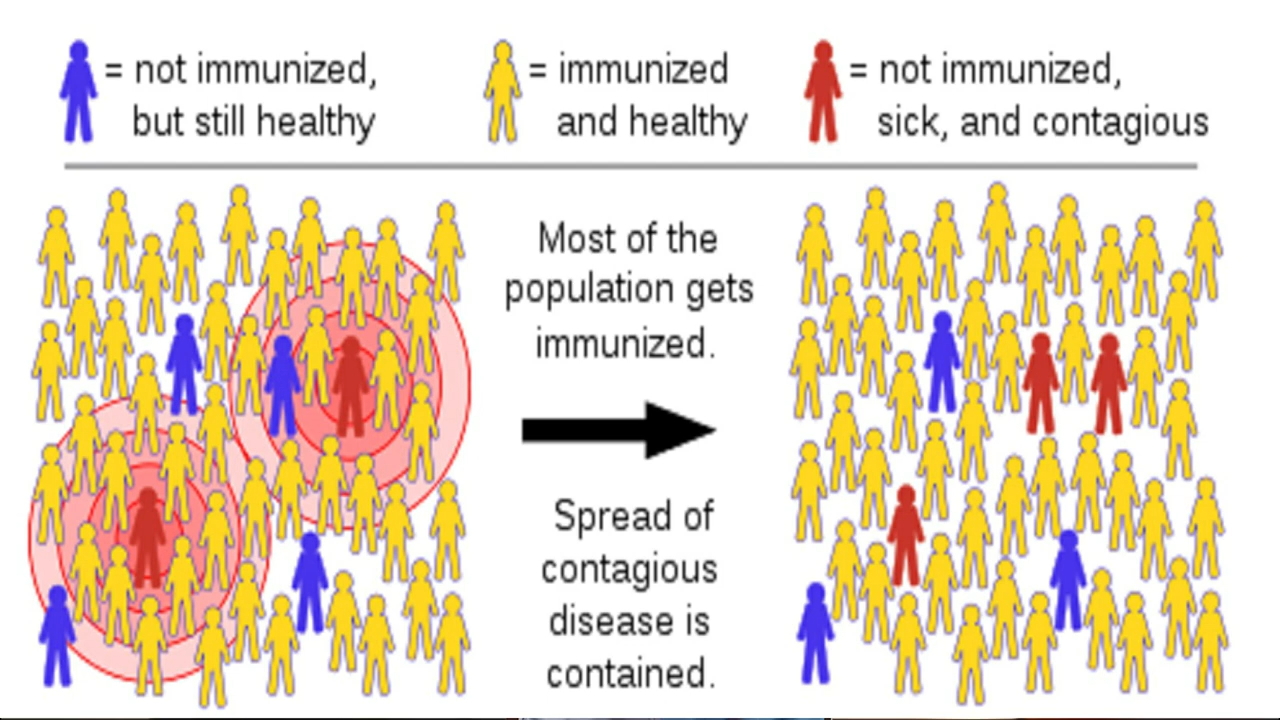 = not immunized,
but still healthy
= immunized
and healthy
= not immunized,
sick, and contagious
Most of the
population gets
immunized.
Spread of
contagious
disease is
contained.